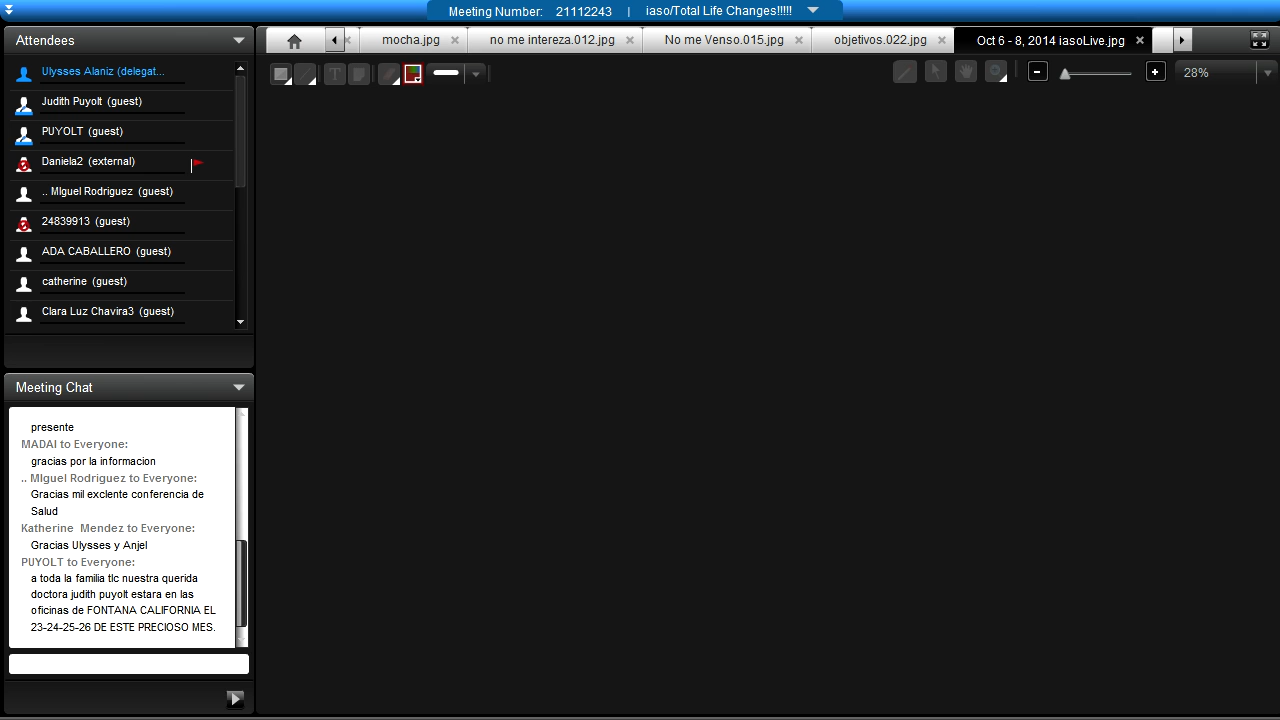 Meeting Number: 21112243 | iaso/Total Life Changes!!!!!
Attendees
mocha.jpg
no me intereza.012.jpg
No me Venso.015.jpg
objetivos.022.jpg
Oct 6 - 8, 2014 iasoLive.jpg
T
28%
Ulysses Alaniz (delegat...
Judith Puyolt (guest)
PUYOLT (guest)
Daniela2 (external)
.. MIguel Rodriguez (guest)
24839913 (guest)
ADA CABALLERO (guest)
catherine (guest)
Clara Luz Chavira3 (guest)
Meeting Chat
presente
MADAI to Everyone:
gracias por la informacion
.. MIguel Rodriguez to Everyone:
Gracias mil exclente conferencia de
Salud
Katherine Mendez to Everyone:
Gracias Ulysses y Anjel
PUYOLT to Everyone:
a toda la familia tlc nuestra querida
doctora judith puyolt estara en las
oficinas de FONTANA CALIFORNIA EL
23-24-25-26 DE ESTE PRECIOSO MES.